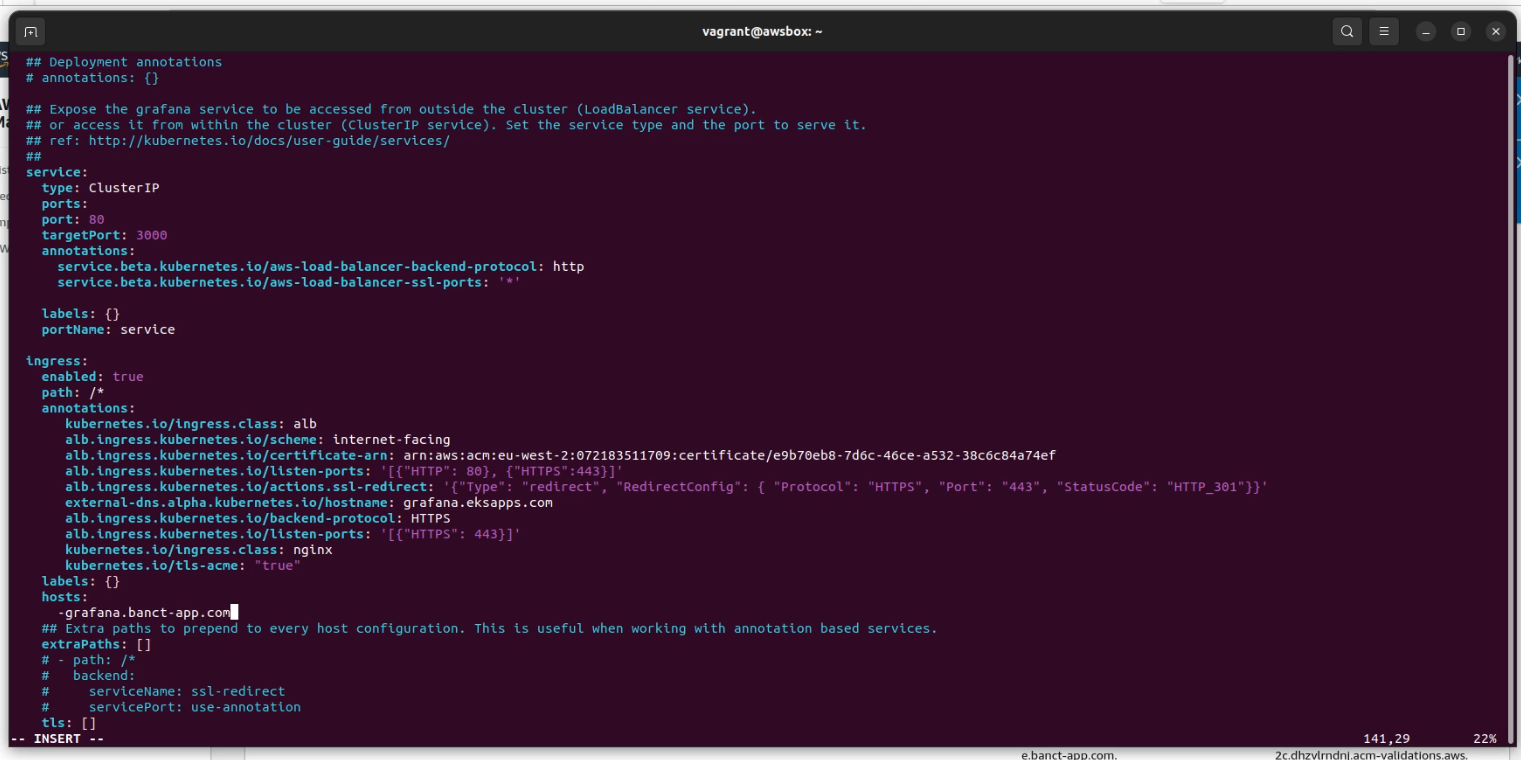 vagrant@awsbox: ~
## Deployment annotations
# annotations: {}
## Expose the grafana service to be accessed from outside the cluster (LoadBalancer service).
## or access it from within the cluster (ClusterIP service). Set the service type and the port to serve it.
## ref: http://kubernetes.io/docs/user-guide/services/
##
service:
type: ClusterIP
ports:
port: 80
targetPort: 3000
annotations:
service.beta.kubernetes.io/aws-load-balancer-backend-protocol: http
service.beta.kubernetes.io/aws-load-balancer-ssl-ports: '*'
labels: {}
portName: service
ingress:
enabled: true
path: /*
annotations:
kubernetes.io/ingress.class: alb
alb.ingress.kubernetes.io/scheme: internet-facing
alb.ingress.kubernetes.io/certificate-arn: arn:aws:acm:eu-west-2:072183511709:certificate/e9b70eb8-7d6c-46ce-a532-38c6c84a74ef
alb.ingress.kubernetes.io/listen-ports: '[{"HTTP": 80}, {"HTTPS":443}]'
alb.ingress.kubernetes.io/actions.ssl-redirect: '{"Type": "redirect", "RedirectConfig": { "Protocol": "HTTPS", "Port": "443", "StatusCode": "HTTP_301"}}'
external-dns.alpha.kubernetes.io/hostname: grafana.eksapps.com
alb.ingress.kubernetes.io/backend-protocol: HTTPS
alb.ingress.kubernetes.io/listen-ports: '[{"HTTPS": 443}]'
kubernetes.io/ingress.class: nginx
kubernetes.io/tls-acme: "true"
labels: {}
hosts:
-grafana.banct-app.com
## Extra paths to prepend to every host configuration. This is useful when working with annotation based services.
extraPaths: []
# - path: /*
#   backend:
#     serviceName: ssl-redirect
#     servicePort: use-annotation
tls: []
-- INSERT -- 141,29 22%
e.banct-app.com. 2c.dhzvlrndnj.acm-validations.aws.